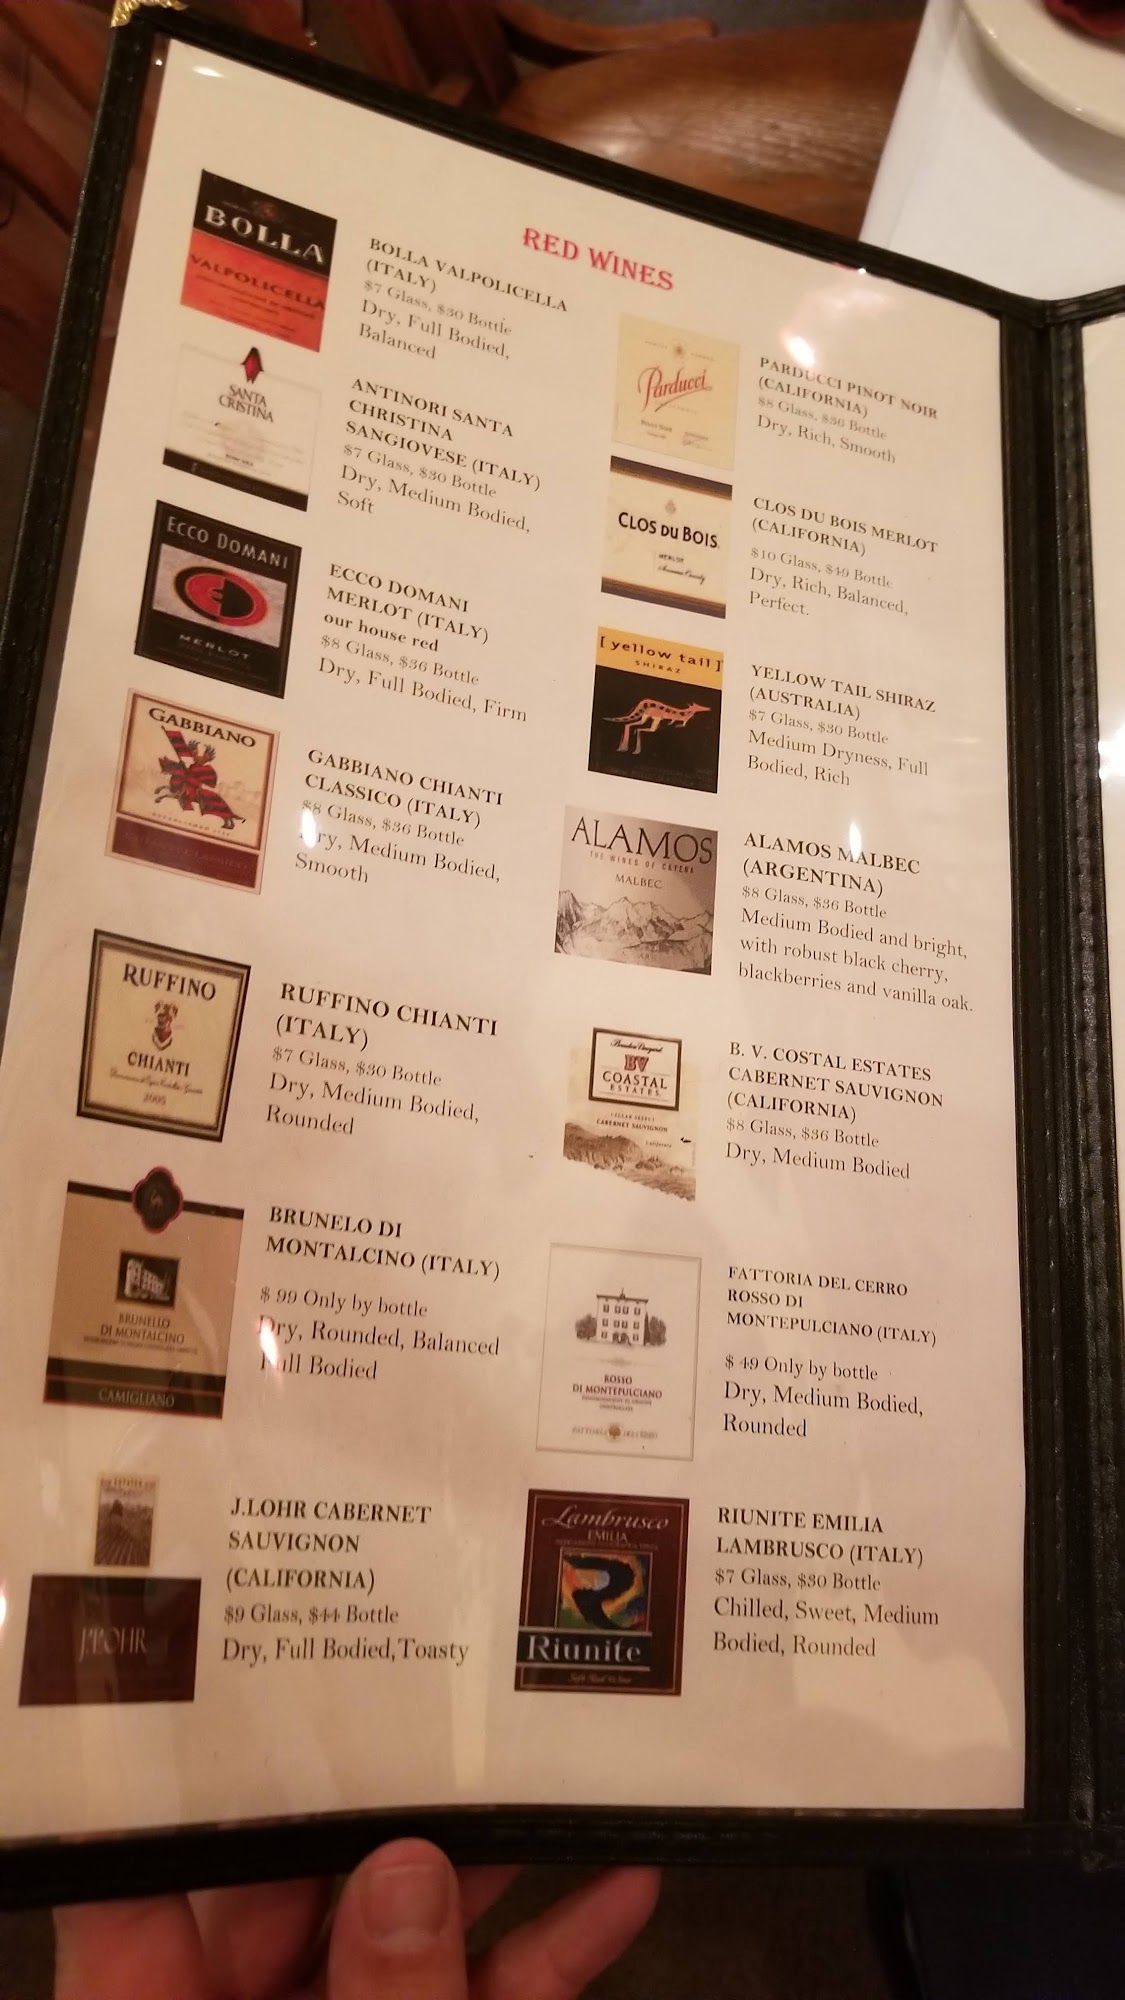 RED WINES
BOLLA
VALPOLICELLA
BOLLA VALPOLICELLA
(ITALY)
$7 Glass, $30 Bottle
Dry, Full Bodied,
Balanced
SANTA
CRISTINA
ANTINORI SANTA
CHRISTINA
SANGIOVESE (ITALY)
$7 Glass, $30 Bottle
Dry, Medium Bodied,
Soft
ECCO DOMANI
MERLOT
ECCO DOMANI
MERLOT (ITALY)
our house red
$8 Glass, $36 Bottle
Dry, Full Bodied, Firm
GABBIANO
GABBIANO CHIANTI
CLASSICO (ITALY)
$8 Glass, $36 Bottle
Dry, Medium Bodied,
Smooth
RUFFINO
CHIANTI
2005
RUFFINO CHIANTI
(ITALY)
$7 Glass, $30 Bottle
Dry, Medium Bodied,
Rounded
BRUNELLO
DI MONTALCINO
CAMIGLIANO
BRUNELO DI
MONTALCINO (ITALY)
$ 99 Only by bottle
Dry, Rounded, Balanced
Full Bodied
J. LOHR
J.LOHR CABERNET
SAUVIGNON
(CALIFORNIA)
$9 Glass, $44 Bottle
Dry, Full Bodied,Toasty
Parducci
PARDUCCI PINOT NOIR
(CALIFORNIA)
$8 Glass, $36 Bottle
Dry, Rich, Smooth
CLOS DU BOIS
MERLOT
CLOS DU BOIS MERLOT
(CALIFORNIA)
$10 Glass, $49 Bottle
Dry, Rich, Balanced,
Perfect.
[ yellow tail ]
SHIRAZ
YELLOW TAIL SHIRAZ
(AUSTRALIA)
$7 Glass, $30 Bottle
Medium Dryness, Full
Bodied, Rich
ALAMOS
THE WINES OF CATENA
MALBEC
ALAMOS MALBEC
(ARGENTINA)
$8 Glass, $36 Bottle
Medium Bodied and bright,
with robust black cherry,
blackberries and vanilla oak.
BV
COASTAL
ESTATES
CABERNET SAUVIGNON
California
B. V. COSTAL ESTATES
CABERNET SAUVIGNON
(CALIFORNIA)
$8 Glass, $36 Bottle
Dry, Medium Bodied
ROSSO
DI MONTEPULCIANO
FATTORIA DEL CERRO
FATTORIA DEL CERRO
ROSSO DI
MONTEPULCIANO (ITALY)
$ 49 Only by bottle
Dry, Medium Bodied,
Rounded
Lambrusco
EMILIA
Riunite
RIUNITE EMILIA
LAMBRUSCO (ITALY)
$7 Glass, $30 Bottle
Chilled, Sweet, Medium
Bodied, Rounded